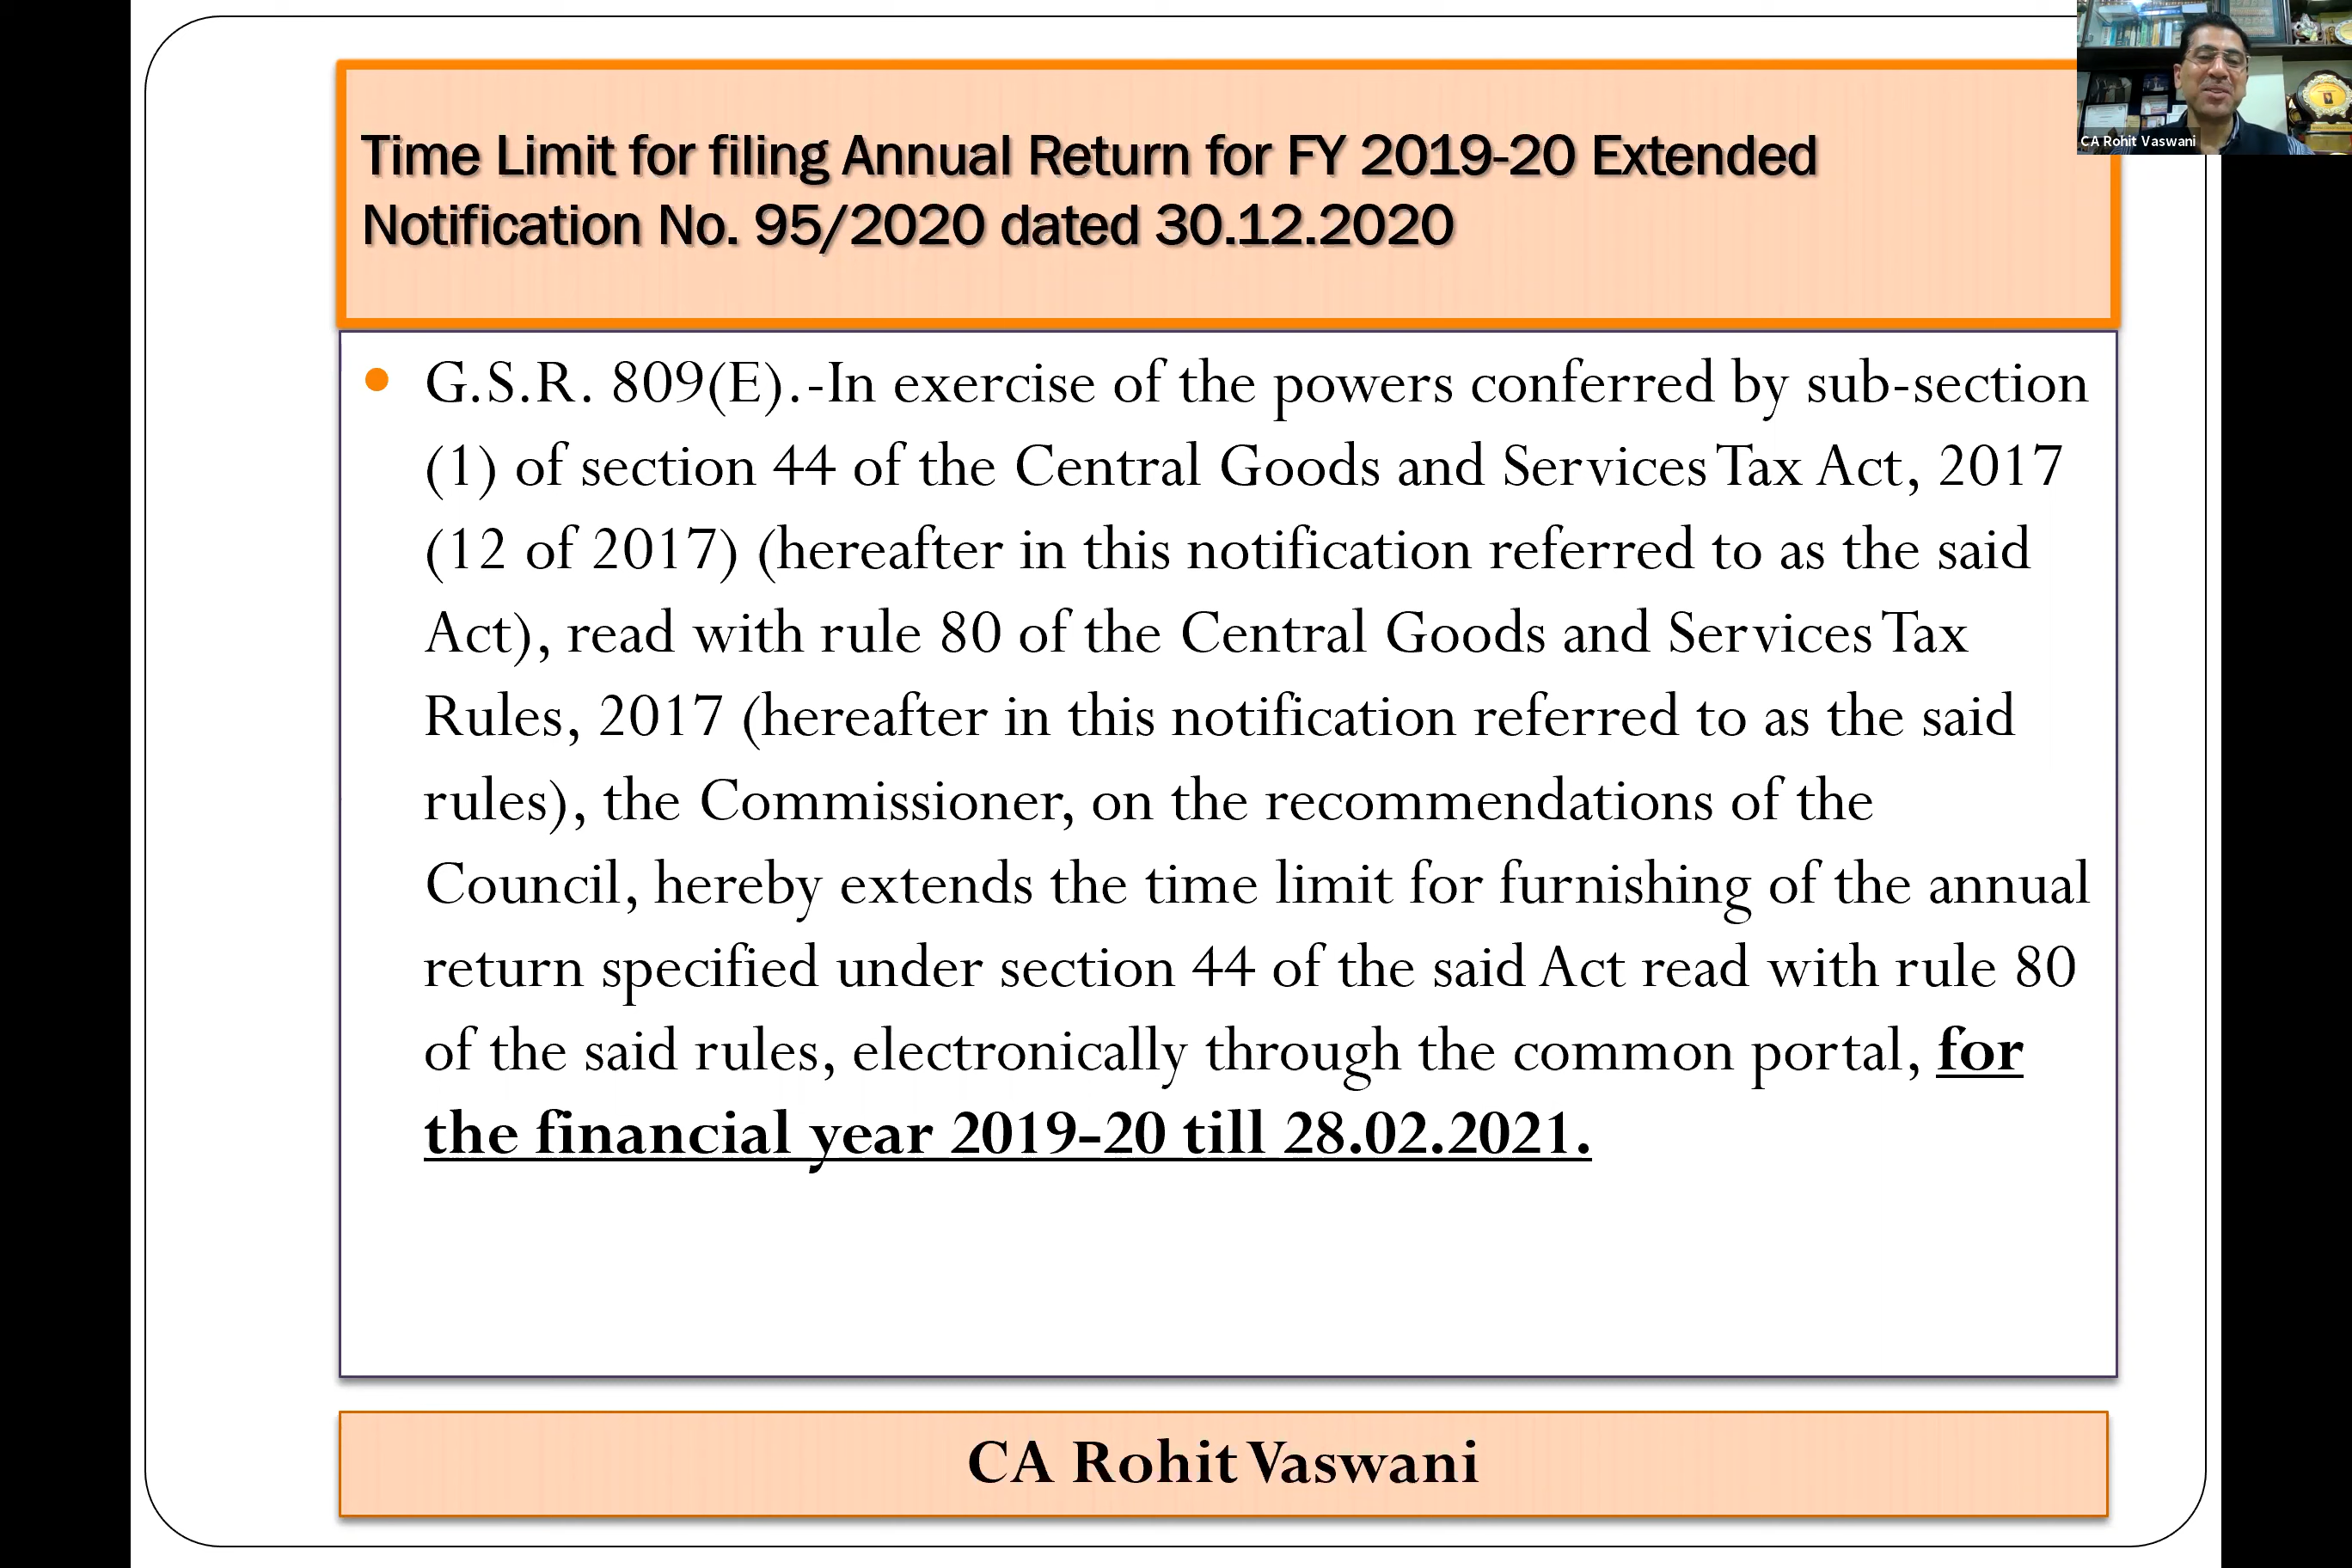 Time Limit for filing Annual Return for FY 2019-20 Extended
Notification No. 95/2020 dated 30.12.2020
CA Rohit Vaswani
• G.S.R. 809(E).-In exercise of the powers conferred by sub-section
(1) of section 44 of the Central Goods and Services Tax Act, 2017
(12 of 2017) (hereafter in this notification referred to as the said
Act), read with rule 80 of the Central Goods and Services Tax
Rules, 2017 (hereafter in this notification referred to as the said
rules), the Commissioner, on the recommendations of the
Council, hereby extends the time limit for furnishing of the annual
return specified under section 44 of the said Act read with rule 80
of the said rules, electronically through the common portal, for
the financial year 2019-20 till 28.02.2021.
CA Rohit Vaswani